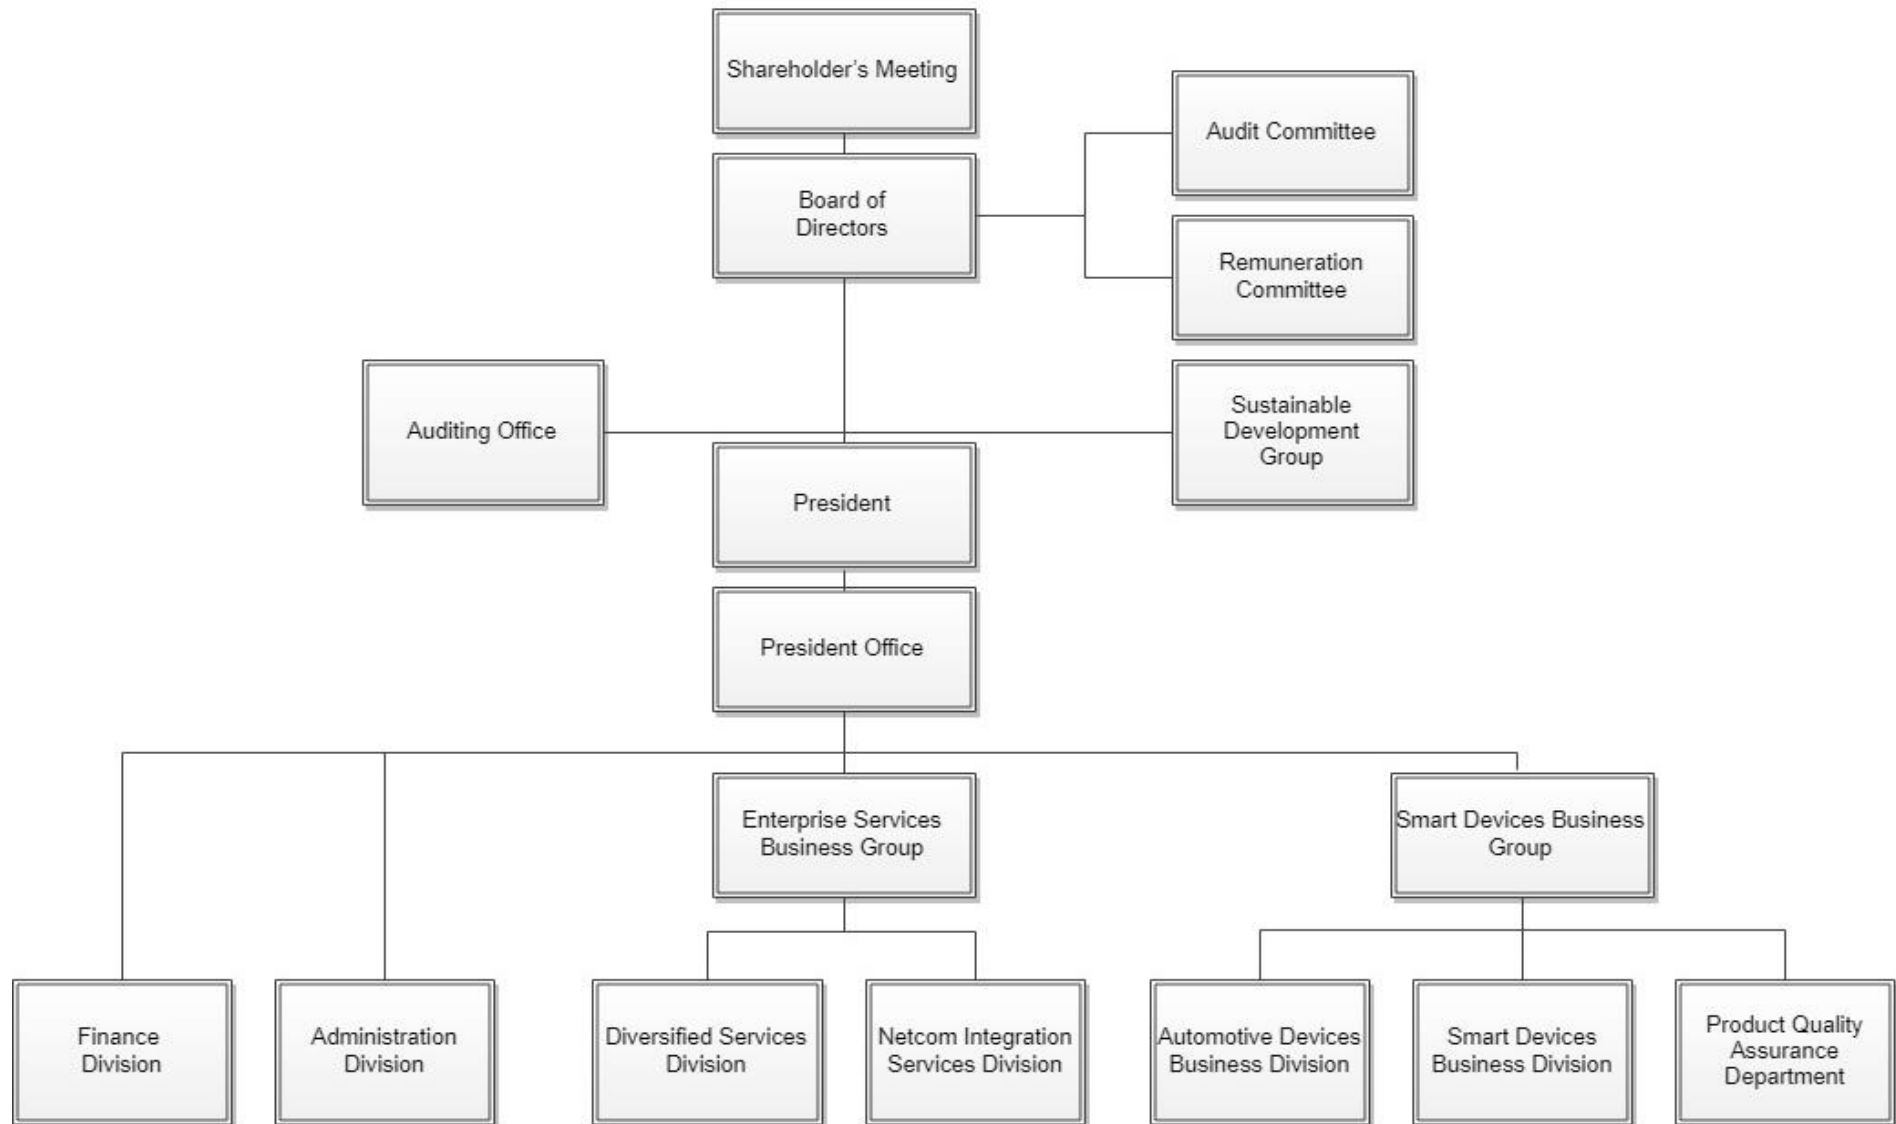 Shareholder's Meeting
Audit Committee
Board of
Directors
Remuneration
Committee
Auditing Office
Sustainable
Development
Group
President
President Office
Enterprise Services
Business Group
Smart Devices Business
Group
Finance
Division
Administration
Division
Diversified Services
Division
Netcom Integration
Services Division
Automotive Devices
Business Division
Smart Devices
Business Division
Product Quality
Assurance
Department